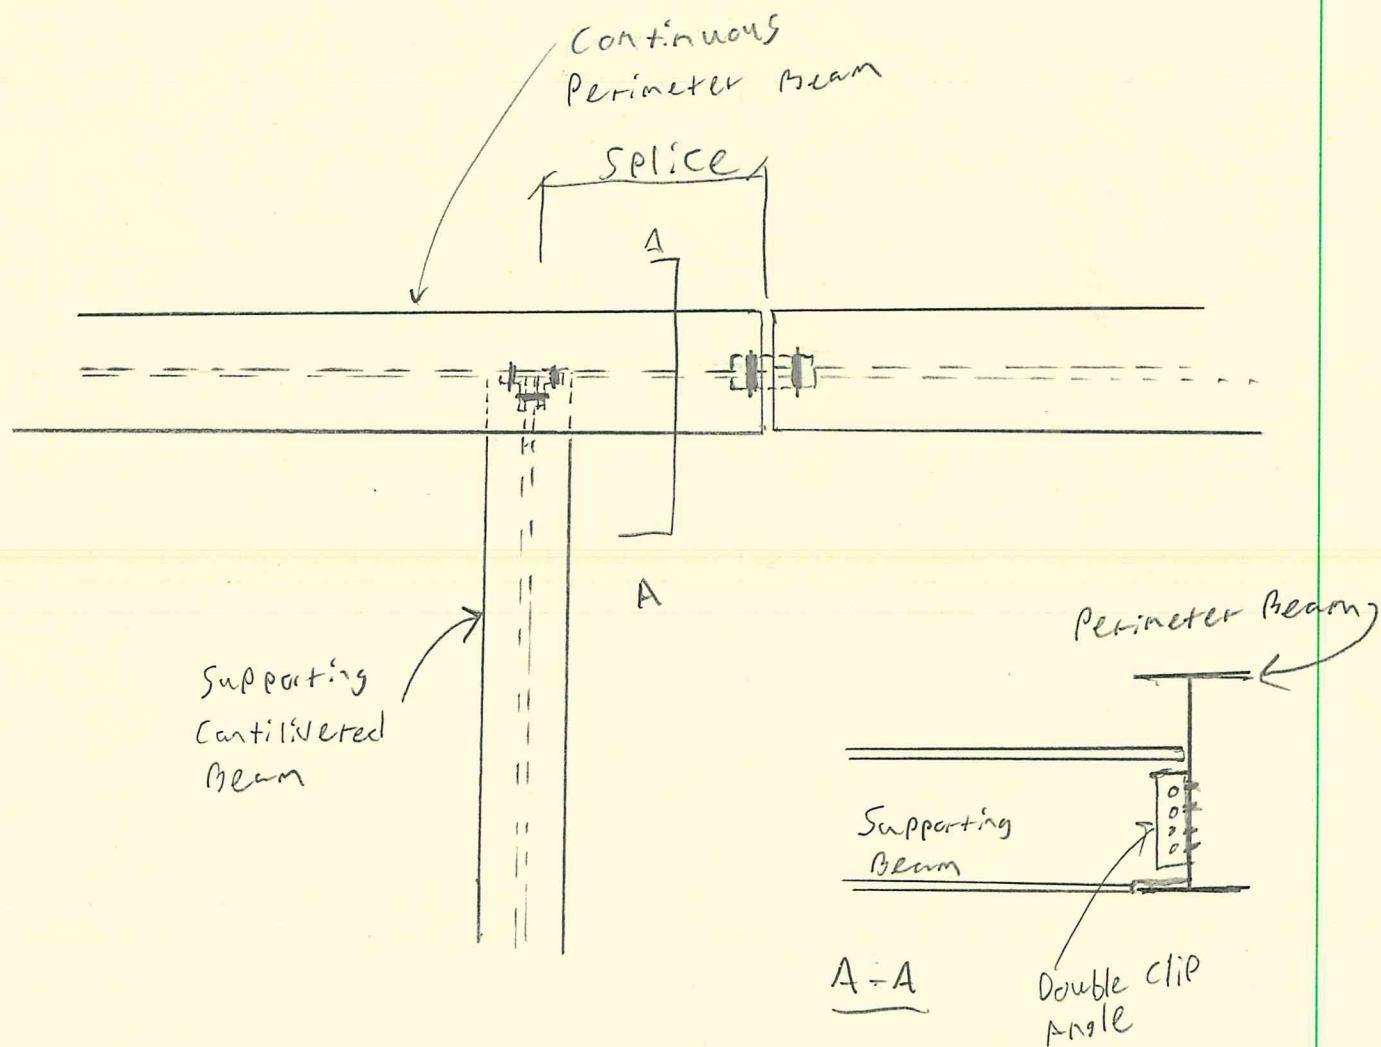 Continuous
Perimeter Beam
Splice
A
A
Supporting
Cantilivered
Beam
Perimeter Beam
Supporting
Beam
A-A
Double Clip
Angle